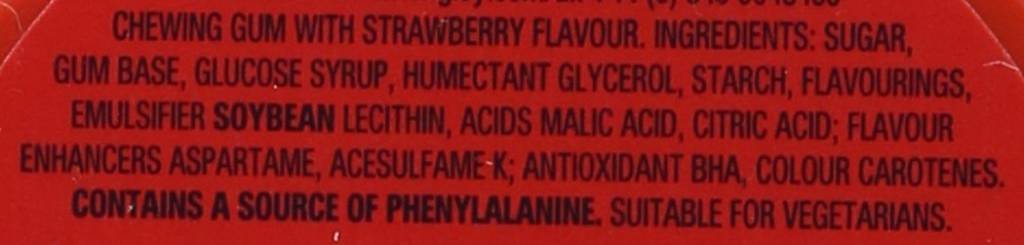 CHEWING GUM WITH STRAWBERRY FLAVOUR. INGREDIENTS: SUGAR,
GUM BASE, GLUCOSE SYRUP, HUMECTANT GLYCEROL, STARCH, FLAVOURINGS,
EMULSIFIER SOYBEAN LECITHIN, ACIDS MALIC ACID, CITRIC ACID; FLAVOUR
ENHANCERS ASPARTAME, ACESULFAME-K; ANTIOXIDANT BHA, COLOUR CAROTENES.
CONTAINS A SOURCE OF PHENYLALANINE. SUITABLE FOR VEGETARIANS.